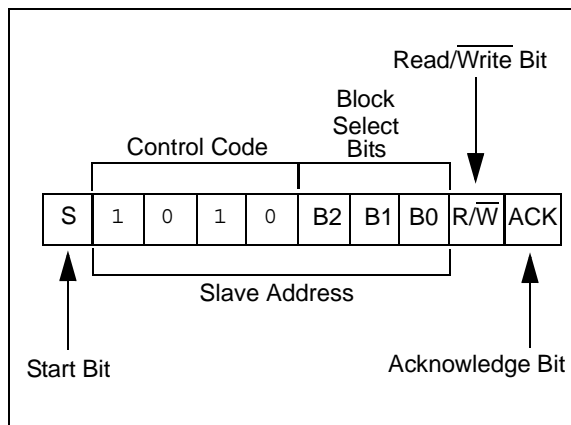 Read/Write Bit
Block
Select
Bits
Control Code
S 1 0 1 0 B2 B1 B0 R/W ACK
Slave Address
Start Bit
Acknowledge Bit